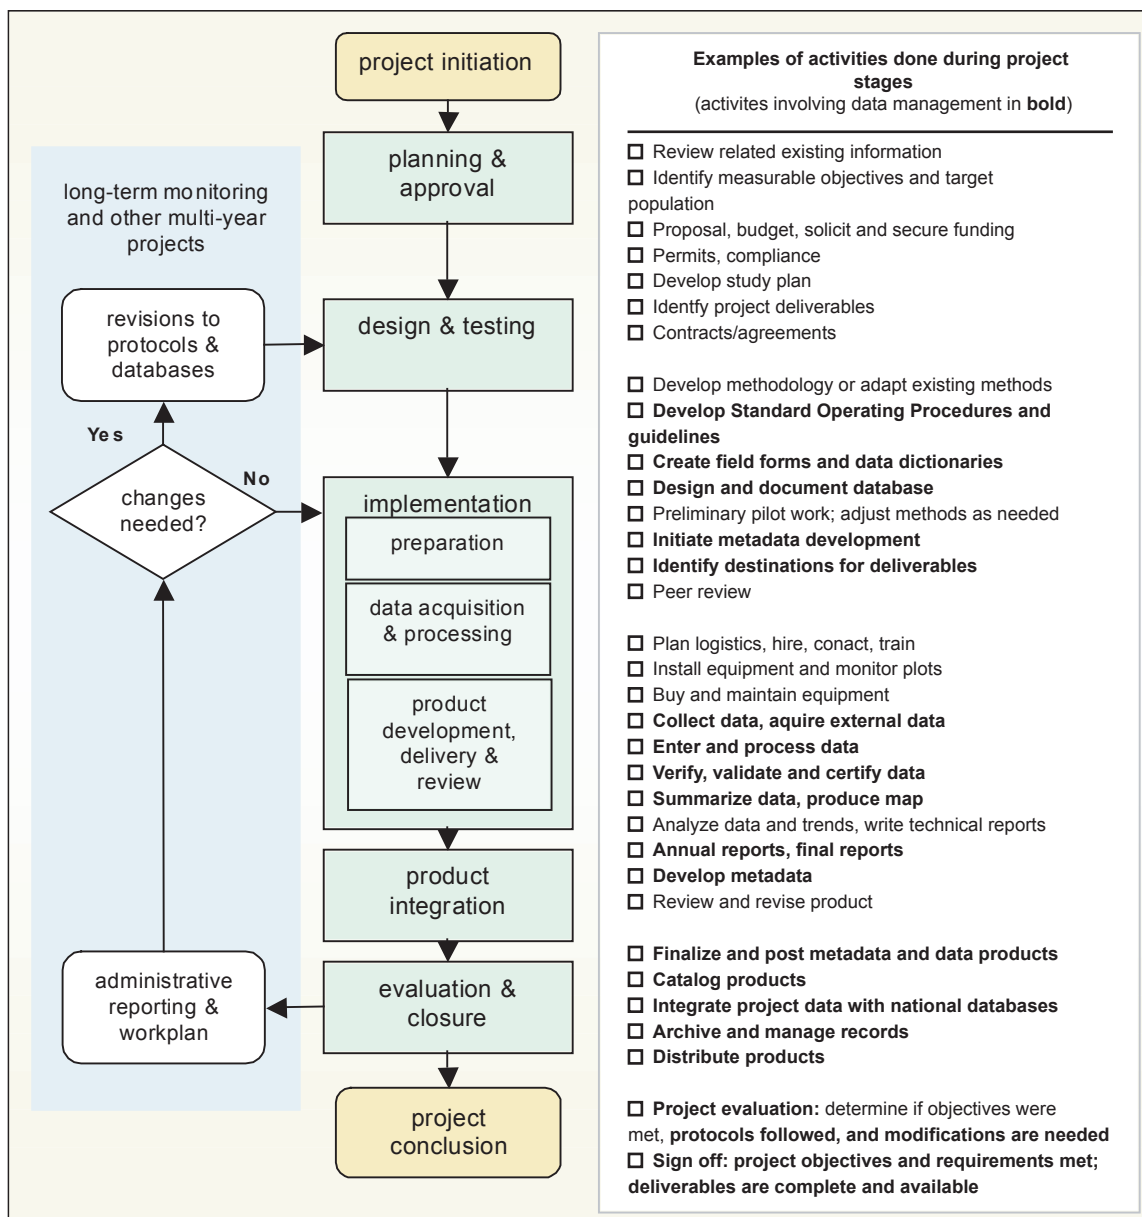 project initiation
planning &
approval
long-term monitoring
and other multi-year
projects
revisions to
protocols &
databases
design & testing
Yes
No
changes
needed?
implementation
preparation
data acquisition
& processing
product
development,
delivery &
review
product
integration
administrative
reporting &
workplan
evaluation &
closure
project
conclusion
Examples of activities done during project
stages
(activites involving data management in bold)
☐ Review related existing information
☐ Identify measurable objectives and target
population
☐ Proposal, budget, solicit and secure funding
☐ Permits, compliance
☐ Develop study plan
☐ Identfy project deliverables
☐ Contracts/agreements
☐ Develop methodology or adapt existing methods
☐ Develop Standard Operating Procedures and
guidelines
☐ Create field forms and data dictionaries
☐ Design and document database
☐ Preliminary pilot work; adjust methods as needed
☐ Initiate metadata development
☐ Identify destinations for deliverables
☐ Peer review
☐ Plan logistics, hire, conact, train
☐ Install equipment and monitor plots
☐ Buy and maintain equipment
☐ Collect data, aquire external data
☐ Enter and process data
☐ Verify, validate and certify data
☐ Summarize data, produce map
☐ Analyze data and trends, write technical reports
☐ Annual reports, final reports
☐ Develop metadata
☐ Review and revise product
☐ Finalize and post metadata and data products
☐ Catalog products
☐ Integrate project data with national databases
☐ Archive and manage records
☐ Distribute products
☐ Project evaluation: determine if objectives were
met, protocols followed, and modifications are needed
☐ Sign off: project objectives and requirements met;
deliverables are complete and available